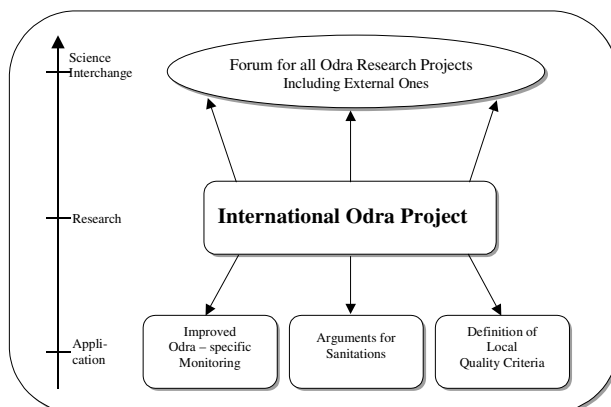 Science
Interchange
Forum for all Odra Research Projects
Including External Ones
Research
International Odra Project
Appli-
cation
Improved
Odra – specific
Monitoring
Arguments for
Sanitations
Definition of
Local
Quality Criteria